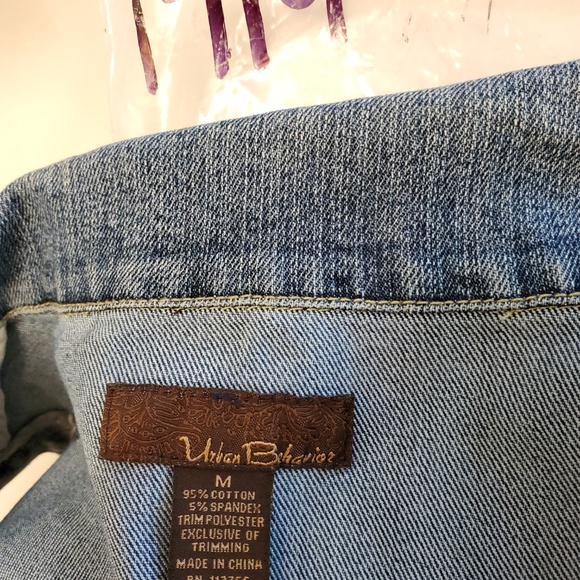 Urban Behavior
M
95% COTTON
5% SPANDEX
TRIM POLYESTER
EXCLUSIVE OF
TRIMMING
MADE IN CHINA